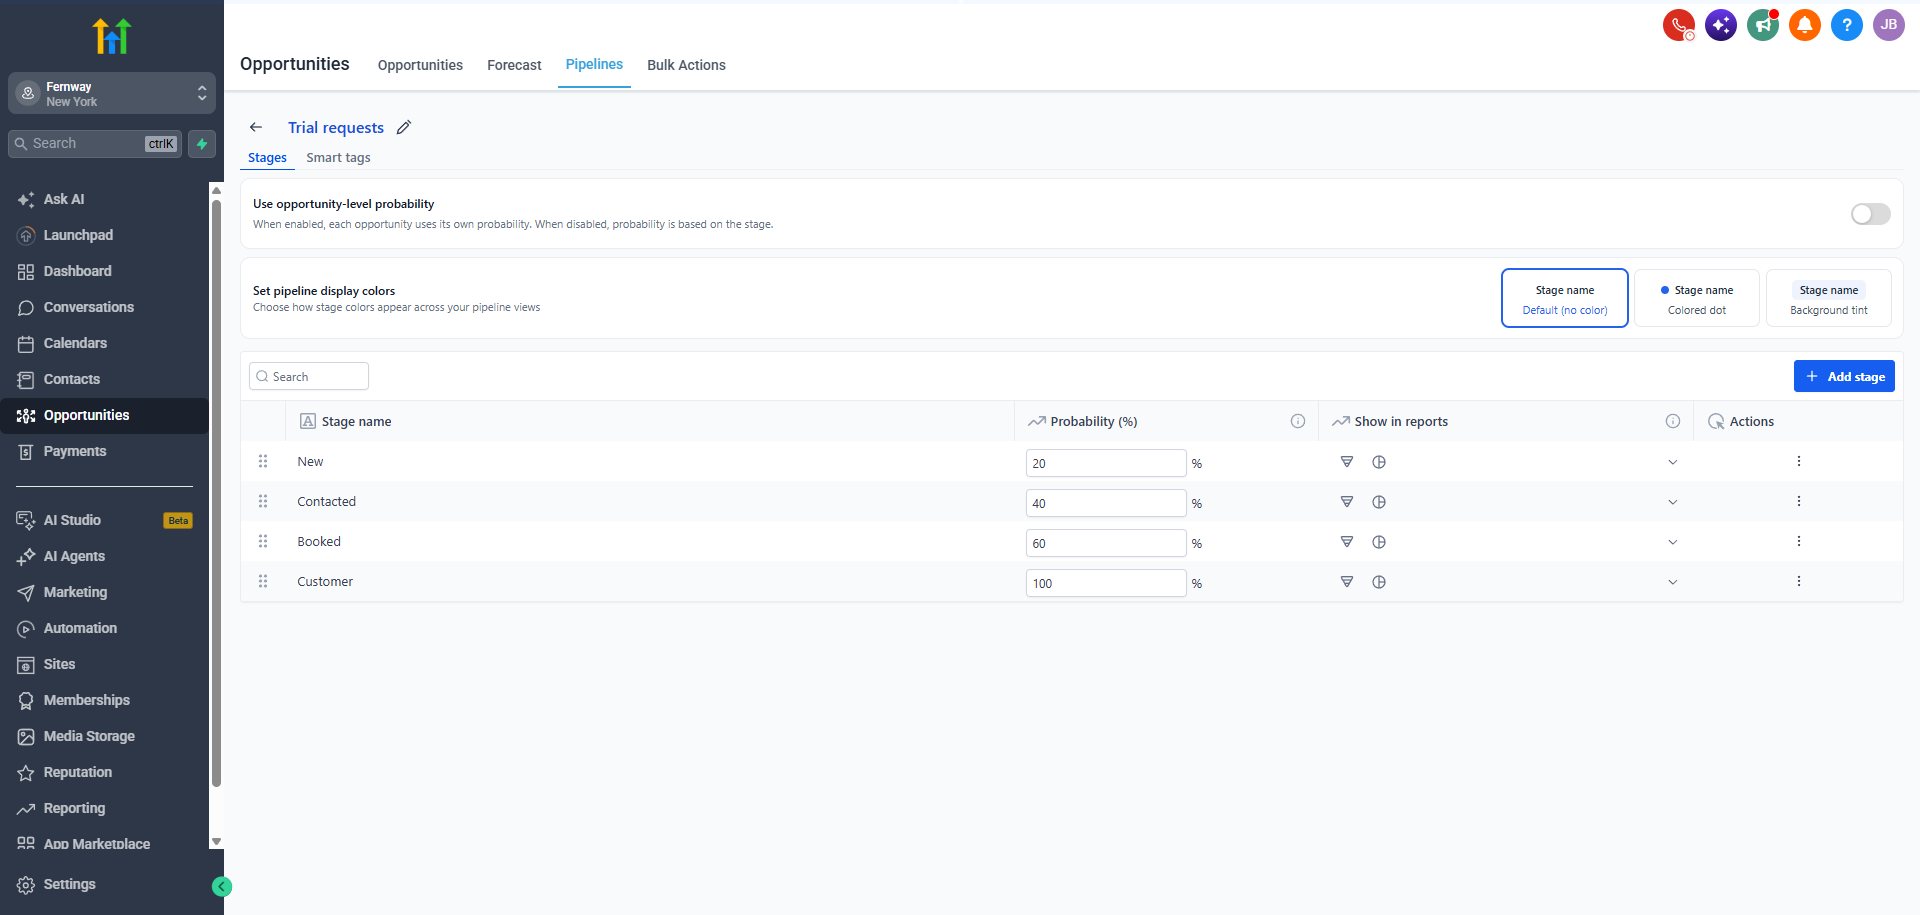 Fernway
New York
Search
ctrlK
Ask AI
Launchpad
Dashboard
Conversations
Calendars
Contacts
Opportunities
Payments
AI Studio
Beta
AI Agents
Marketing
Automation
Sites
Memberships
Media Storage
Reputation
Reporting
App Marketplace
Settings
Opportunities
Opportunities
Forecast
Pipelines
Bulk Actions
?
JB
Trial requests
Stages
Smart tags
Use opportunity-level probability
When enabled, each opportunity uses its own probability. When disabled, probability is based on the stage.
Set pipeline display colors
Choose how stage colors appear across your pipeline views
Stage name
Default (no color)
Stage name
Colored dot
Stage name
Background tint
Search
+ Add stage
Stage name
Probability (%)
Show in reports
Actions
New
20 %
Contacted
40 %
Booked
60 %
Customer
100 %